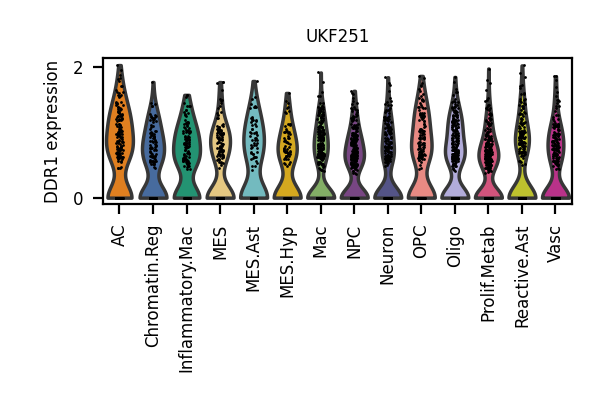 UKF251
DDR1 expression
2
0
AC
Chromatin.Reg
Inflammatory.Mac
MES
MES.Ast
MES.Hyp
Mac
NPC
Neuron
OPC
Oligo
Prolif.Metab
Reactive.Ast
Vasc